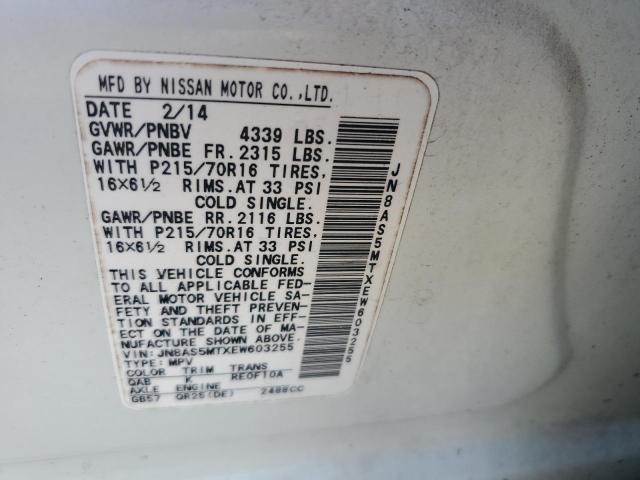 MFD BY NISSAN MOTOR CO.,LTD.
DATE 2/14
GVWR/PNBV 4339 LBS.
GAWR/PNBE FR.2315 LBS.
WITH P215/70R16 TIRES,
16X6½ RIMS.AT 33 PSI
COLD SINGLE.
GAWR/PNBE RR.2116 LBS.
WITH P215/70R16 TIRES,
16X6½ RIMS.AT 33 PSI
COLD SINGLE.
THIS VEHICLE CONFORMS
TO ALL APPLICABLE FED-
ERAL MOTOR VEHICLE SA-
FETY AND THEFT PREVEN-
TION STANDARDS IN EFF-
ECT ON THE DATE OF MA-
NUFACTURE SHOWN ABOVE.
VIN: JN8AS5MTXEW603255
TYPE: MPV
COLOR TRIM TRANS
QAB K RE0F10A
AXLE ENGINE
GB57 QR25(DE) 2488CC
JN8AS5MTXEW603255